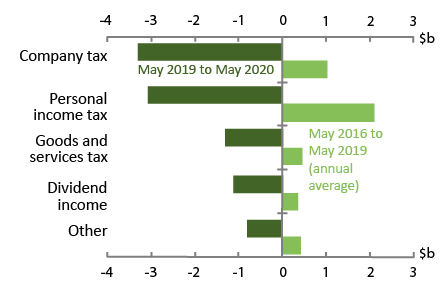 -4 -3 -2 -1 0 1 2 3
$b
Company tax
May 2019 to May 2020
Personal
income tax
May 2016 to
May 2019
(annual
average)
Goods and
services tax
Dividend
income
Other
$b
-4 -3 -2 -1 0 1 2 3